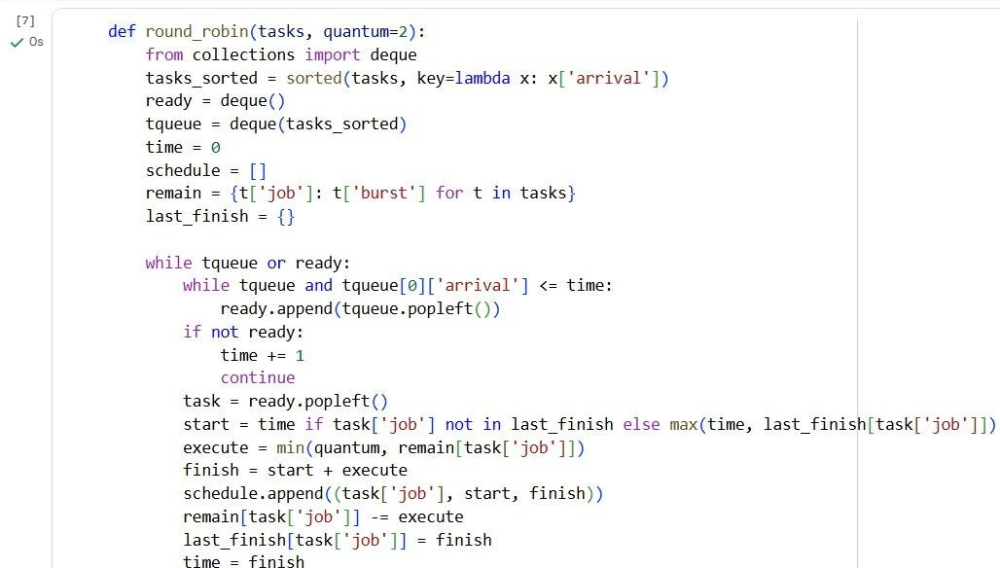 [7]
0s
def round_robin(tasks, quantum=2):
    from collections import deque
    tasks_sorted = sorted(tasks, key=lambda x: x['arrival'])
    ready = deque()
    tqueue = deque(tasks_sorted)
    time = 0
    schedule = []
    remain = {t['job']: t['burst'] for t in tasks}
    last_finish = {}

    while tqueue or ready:
        while tqueue and tqueue[0]['arrival'] <= time:
            ready.append(tqueue.popleft())
        if not ready:
            time += 1
            continue
        task = ready.popleft()
        start = time if task['job'] not in last_finish else max(time, last_finish[task['job']])
        execute = min(quantum, remain[task['job']])
        finish = start + execute
        schedule.append((task['job'], start, finish))
        remain[task['job']] -= execute
        last_finish[task['job']] = finish
        time = finish